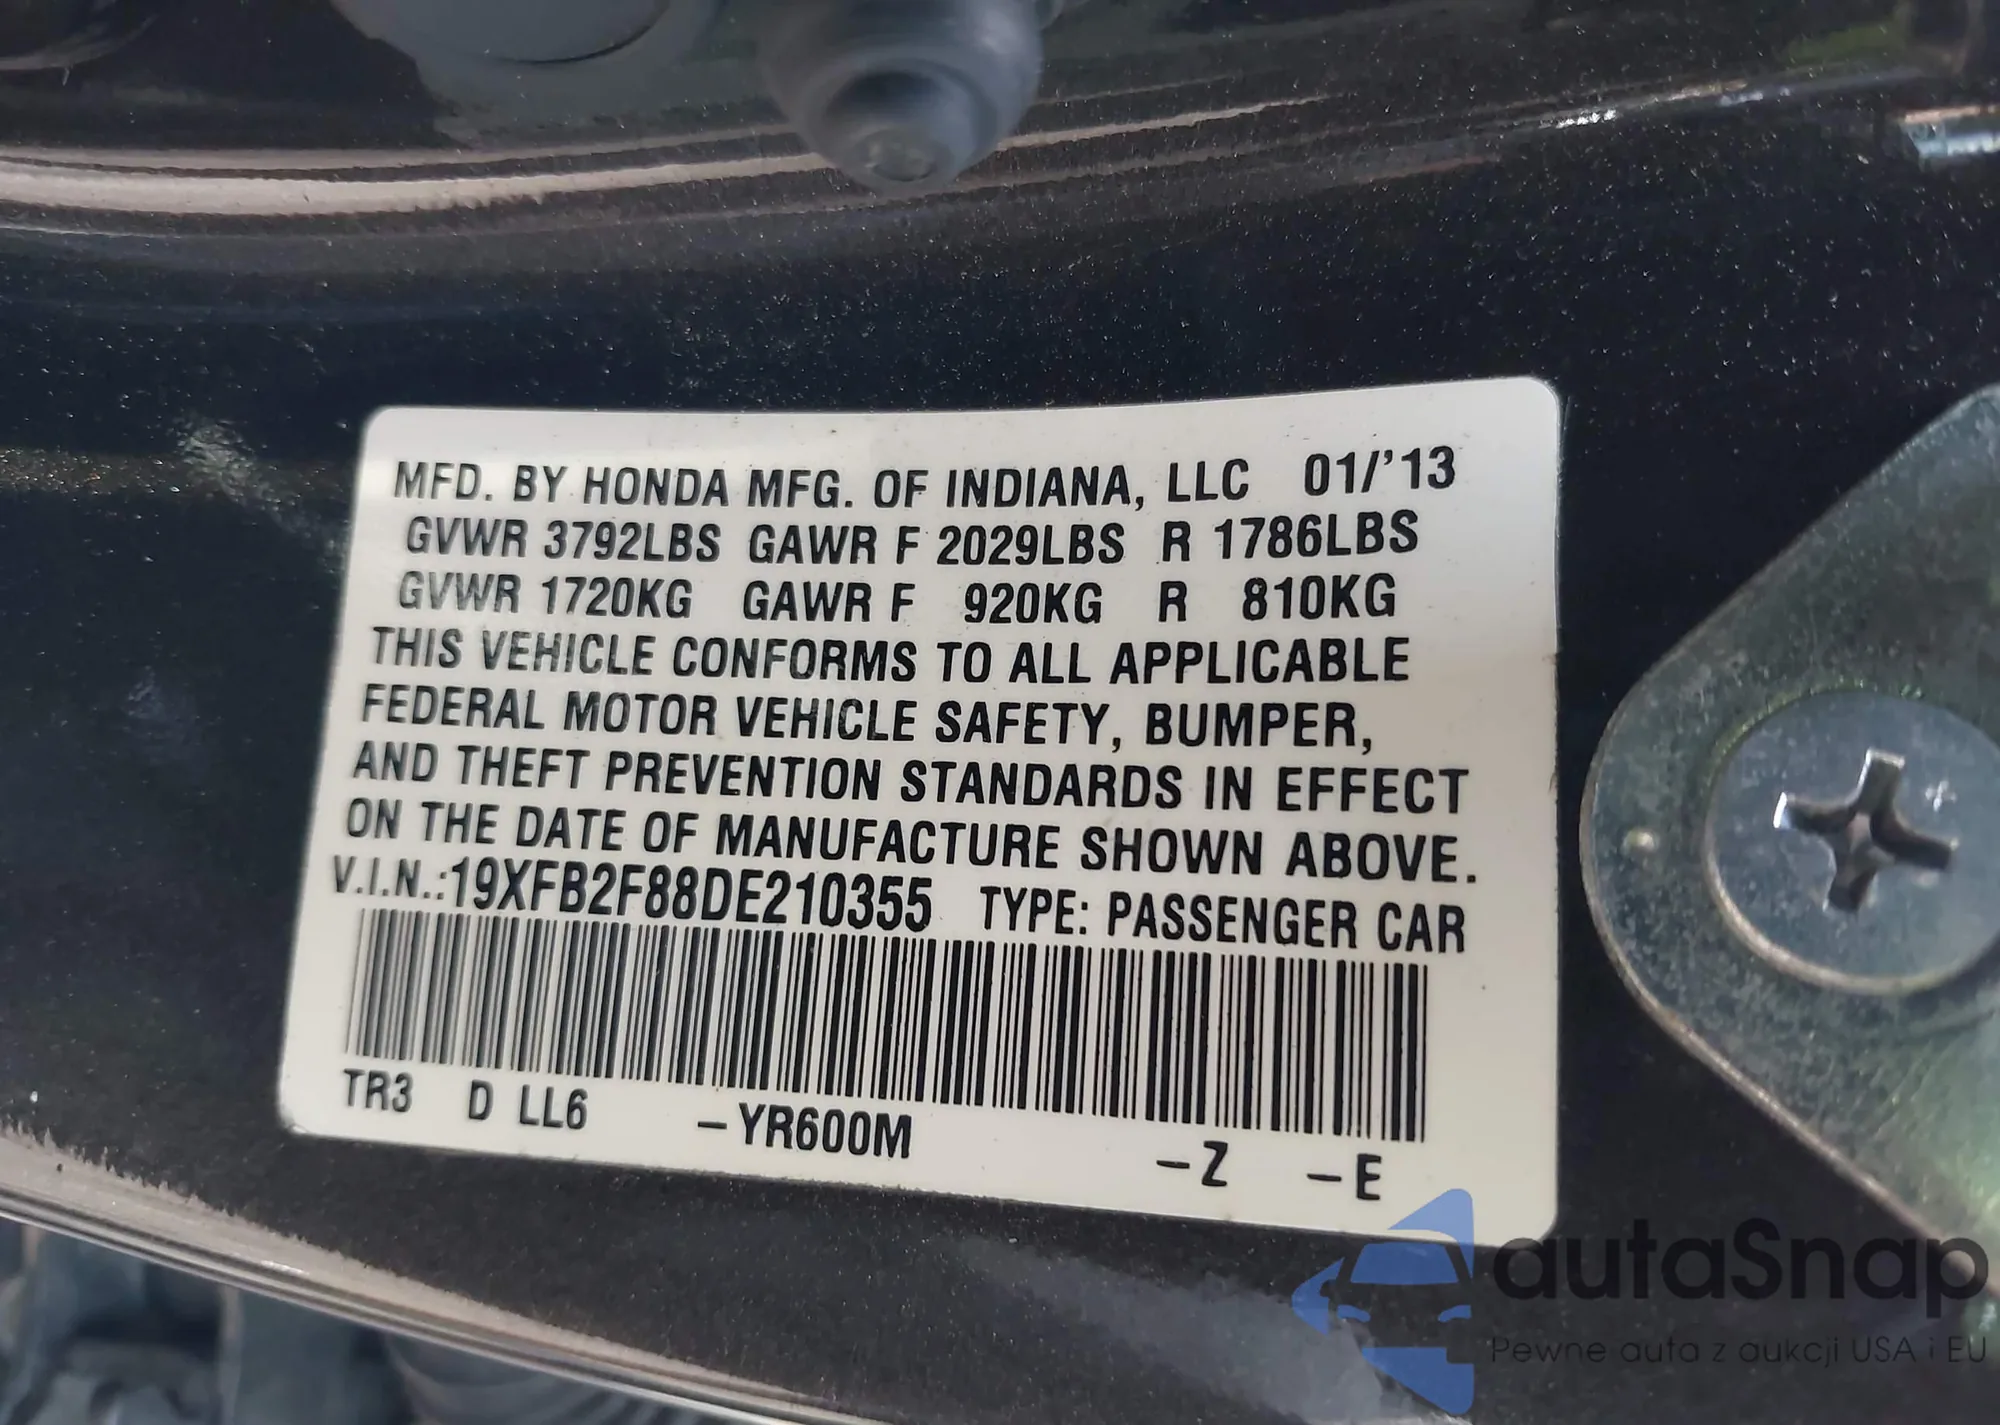 MFD. BY HONDA MFG. OF INDIANA, LLC 01/'13
GVWR 3792LBS GAWR F 2029LBS R 1786LBS
GVWR 1720KG GAWR F 920KG R 810KG
THIS VEHICLE CONFORMS TO ALL APPLICABLE
FEDERAL MOTOR VEHICLE SAFETY, BUMPER,
AND THEFT PREVENTION STANDARDS IN EFFECT
ON THE DATE OF MANUFACTURE SHOWN ABOVE.
V.I.N.:19XFB2F88DE210355 TYPE: PASSENGER CAR
TR3 D LL6 -YR600M -Z -E
autaSnap
Pewne auta z aukcji USA i EU